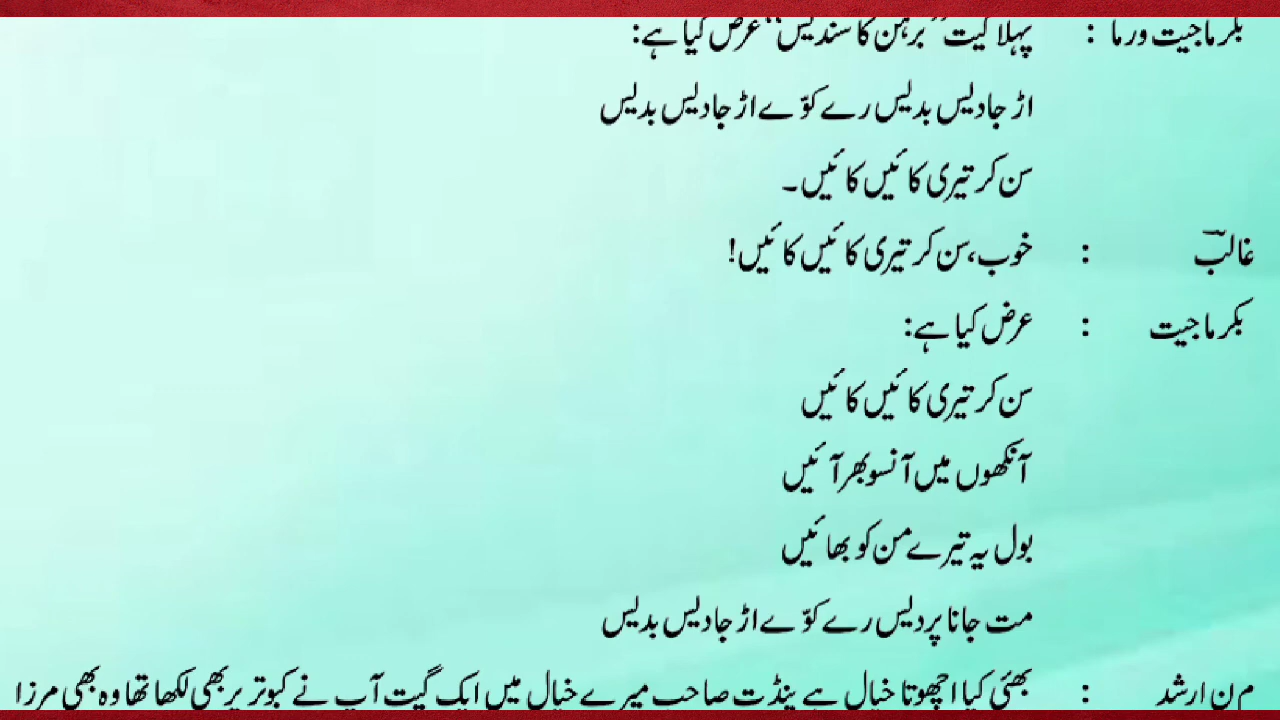 بکرماجیت ورما : پہلا گیت ’’برہن کا سندیس‘‘ عرض کیا ہے:
اڑ جا دیس بدیس رے کوّے اڑ جا دیس بدیس
سن کر تیری کائیں کائیں۔
غالبؔ : خوب، سن کر تیری کائیں کائیں!
بکرماجیت : عرض کیا ہے:
سن کر تیری کائیں کائیں
آنکھوں میں آنسو بھر آئیں
بول یہ تیرے من کو بھائیں
مت جانا پردیس رے کوّے اڑ جا دیس بدیس
م ن ارشد : بھئی کیا اچھوتا خیال ہے پنڈت صاحب میرے خیال میں ایک گیت آپ نے کبوتر پر بھی لکھا تھا وہ بھی مرزا